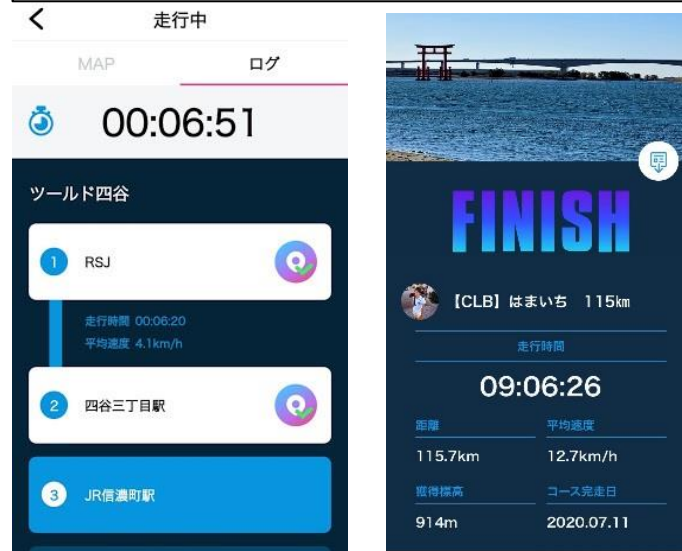 走行中
MAP
ログ
00:06:51
ツールド四谷
1
RSJ
走行時間 00:06:20
平均速度 4.1km/h
2
四谷三丁目駅
3
JR信濃町駅
FINISH
【CLB】はまいち 115km
走行時間
09:06:26
距離
平均速度
115.7km
12.7km/h
獲得標高
コース完走日
914m
2020.07.11